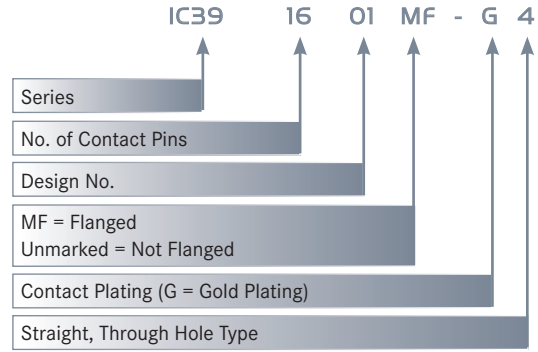 IC39 16 01 MF - G 4
Series
No. of Contact Pins
Design No.
MF = Flanged
Unmarked = Not Flanged
Contact Plating (G = Gold Plating)
Straight, Through Hole Type